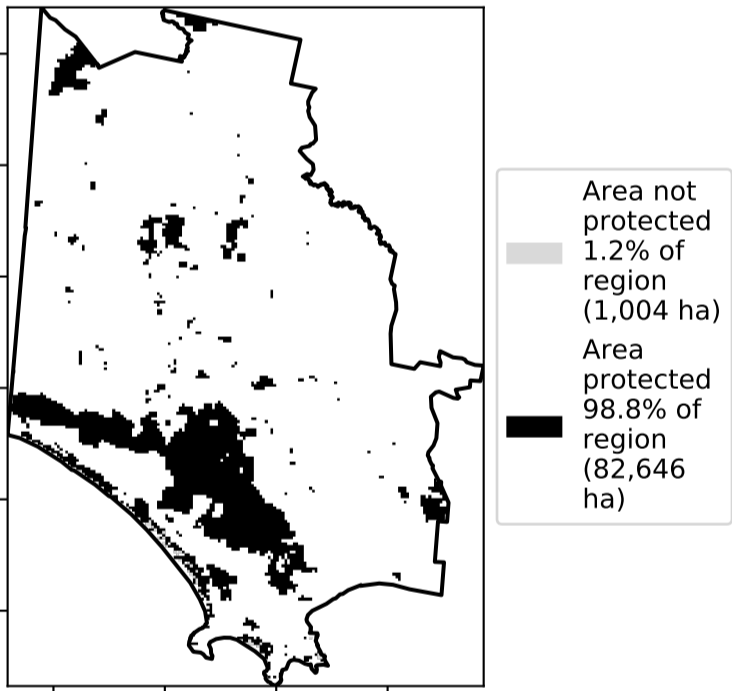 Area not
protected
1.2% of
region
(1,004 ha)
Area
protected
98.8% of
region
(82,646
ha)